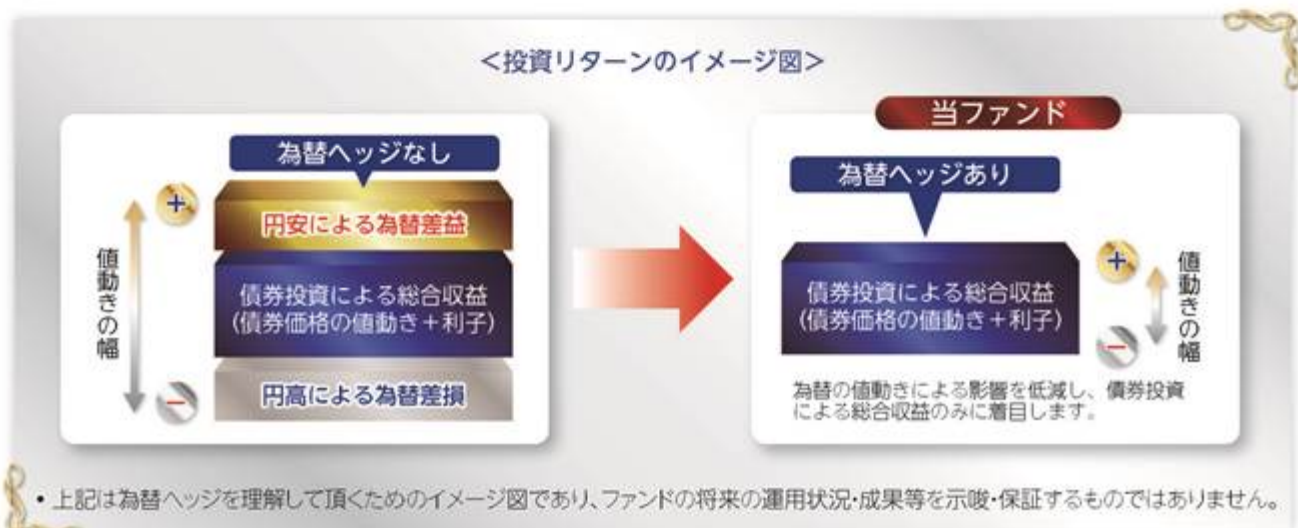 <投資リターンのイメージ図>
為替ヘッジなし
+
円安による為替差益
値動きの幅
債券投資による総合収益
(債券価格の値動き+利子)
−
円高による為替差損
当ファンド
為替ヘッジあり
債券投資による総合収益
(債券価格の値動き+利子)
+
値動きの幅
−
為替の値動きによる影響を低減し、債券投資
による総合収益のみに着目します。
• 上記は為替ヘッジを理解して頂くためのイメージ図であり、ファンドの将来の運用状況・成果等を示唆・保証するものではありません。